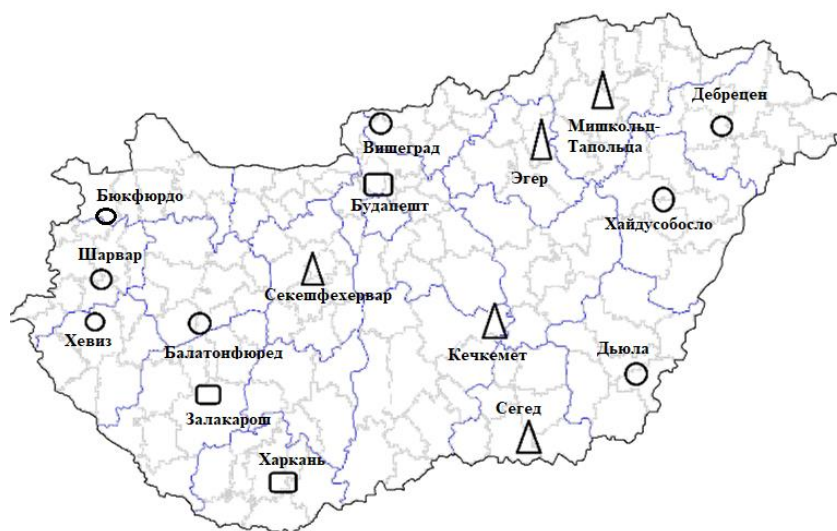 Дебрецен
Мишкольц-
Тапольца
Вишеград
Эгер
Будапешт
Бюкфюрдо
Хайдусобосло
Шарвар
Секешфехервар
Хевиз
Балатонфюред
Кечкемет
Дьюла
Залакарош
Сегед
Харкань